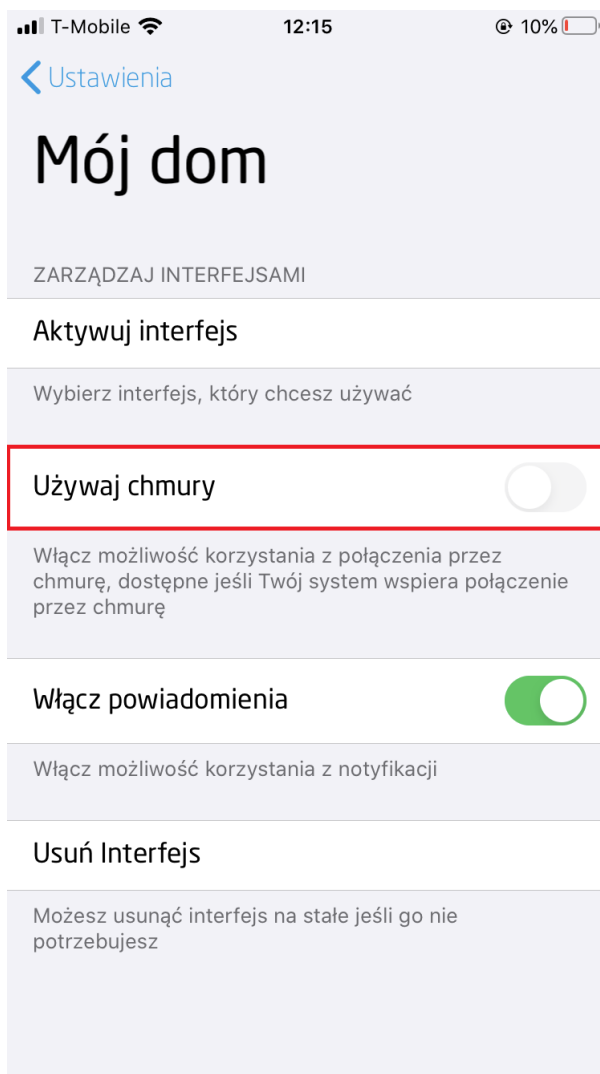 T-Mobile 12:15 10%
Ustawienia
Mój dom
ZARZĄDZAJ INTERFEJSAMI
Aktywuj interfejs
Wybierz interfejs, który chcesz używać
Używaj chmury
Włącz możliwość korzystania z połączenia przez
chmurę, dostępne jeśli Twój system wspiera połączenie
przez chmurę
Włącz powiadomienia
Włącz możliwość korzystania z notyfikacji
Usuń Interfejs
Możesz usunąć interfejs na stałe jeśli go nie
potrzebujesz